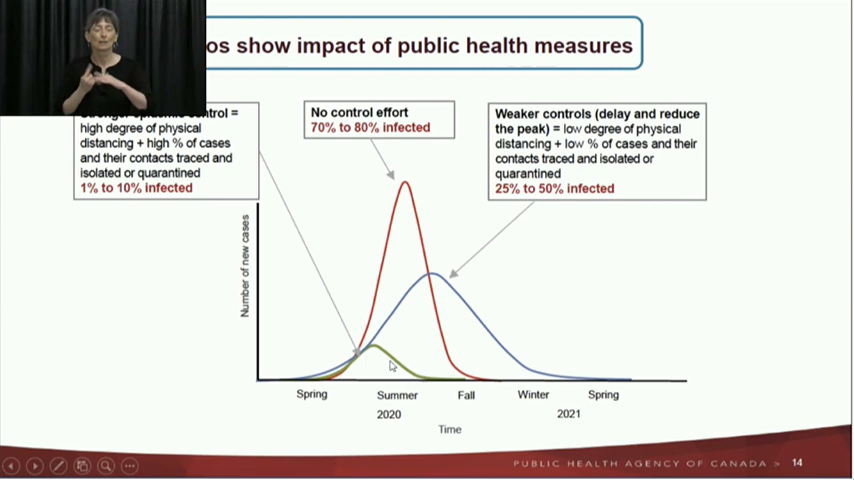 os show impact of public health measures
ntrol =
high degree of physical
distancing + high % of cases
and their contacts traced and
isolated or quarantined
1% to 10% infected
No control effort
70% to 80% infected
Weaker controls (delay and reduce
the peak) = low degree of physical
distancing + low % of cases and their
contacts traced and isolated or
quarantined
25% to 50% infected
Number of new cases
Spring Summer Fall Winter Spring
2020 2021
Time
PUBLIC HEALTH AGENCY OF CANADA > 14